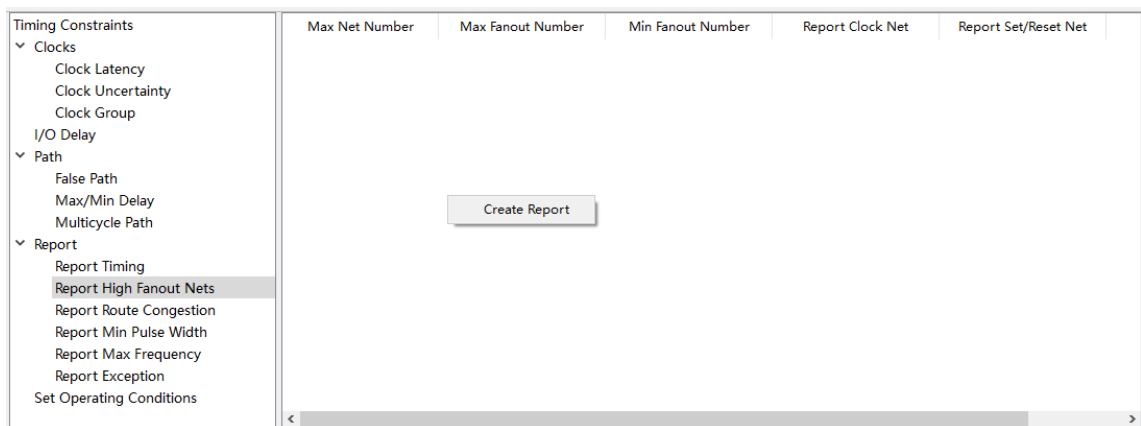 Timing Constraints
Clocks
Clock Latency
Clock Uncertainty
Clock Group
I/O Delay
Path
False Path
Max/Min Delay
Multicycle Path
Report
Report Timing
Report High Fanout Nets
Report Route Congestion
Report Min Pulse Width
Report Max Frequency
Report Exception
Set Operating Conditions
Max Net Number Max Fanout Number Min Fanout Number Report Clock Net Report Set/Reset Net
Create Report